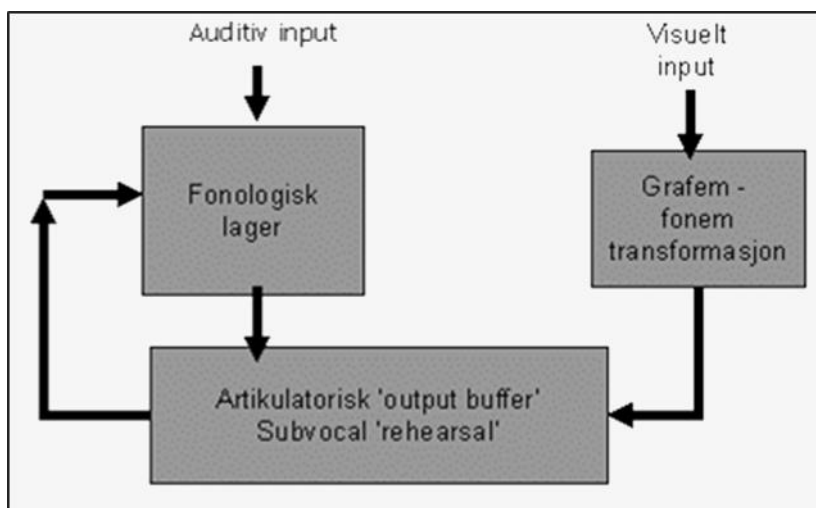 Auditiv input
Visuelt
input
Fonologisk
lager
Grafem -
fonem
transformasjon
Artikulatorisk 'output buffer'
Subvocal 'rehearsal'